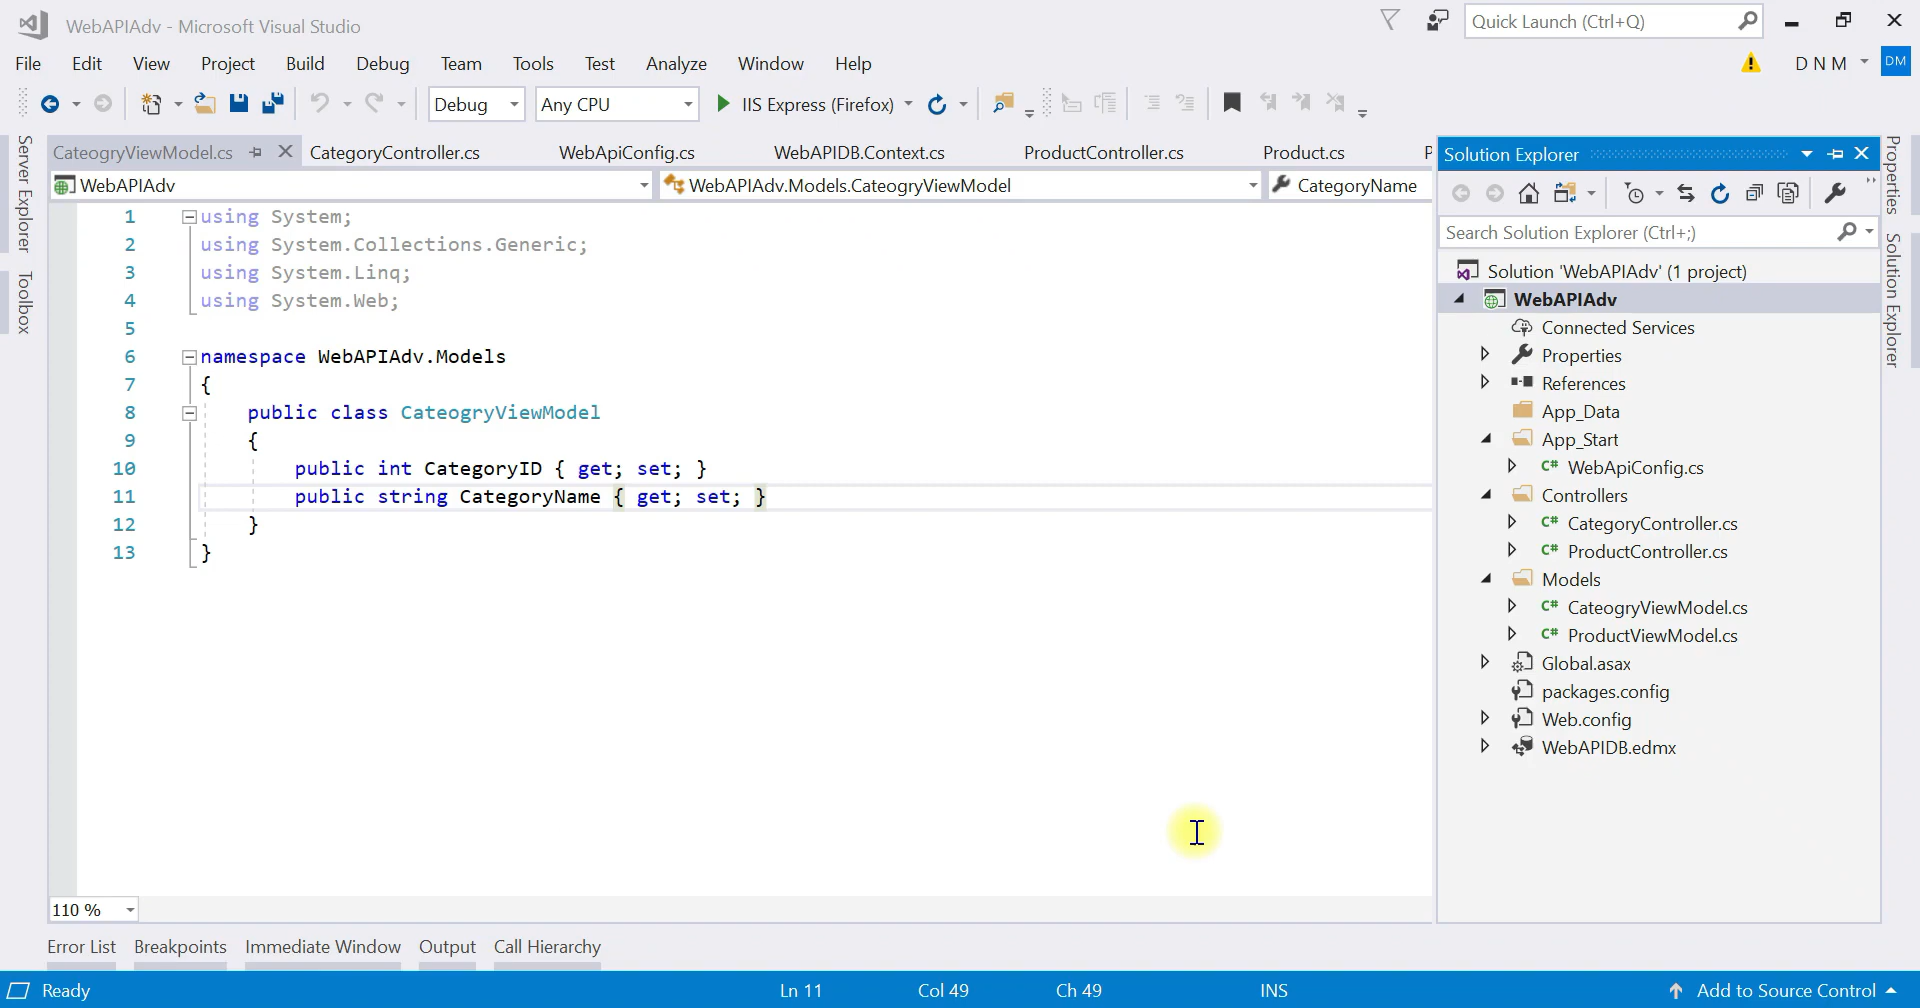 WebAPIAdv - Microsoft Visual Studio
Quick Launch (Ctrl+Q)
File Edit View Project Build Debug Team Tools Test Analyze Window Help
D N M DM
Debug Any CPU IIS Express (Firefox)
CateogryViewModel.cs CategoryController.cs WebApiConfig.cs WebAPIDB.Context.cs ProductController.cs Product.cs
WebAPIAdv WebAPIAdv.Models.CateogryViewModel CategoryName
Server Explorer
Toolbox
1 using System;
2 using System.Collections.Generic;
3 using System.Linq;
4 using System.Web;
5
6 namespace WebAPIAdv.Models
7 {
8 public class CateogryViewModel
9 {
10 public int CategoryID { get; set; }
11 public string CategoryName { get; set; }
12 }
13 }
110 %
Solution Explorer
Search Solution Explorer (Ctrl+;)
Solution 'WebAPIAdv' (1 project)
WebAPIAdv
Connected Services
Properties
References
App_Data
App_Start
C# WebApiConfig.cs
Controllers
C# CategoryController.cs
C# ProductController.cs
Models
C# CateogryViewModel.cs
C# ProductViewModel.cs
Global.asax
packages.config
Web.config
WebAPIDB.edmx
Properties
Solution Explorer
Error List Breakpoints Immediate Window Output Call Hierarchy
Ready Ln 11 Col 49 Ch 49 INS Add to Source Control